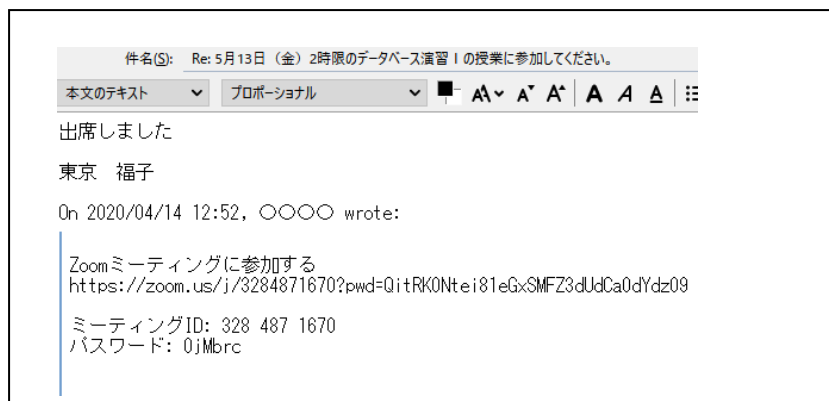 件名(S): Re: 5月13日（金）2時限のデータベース演習Ⅰの授業に参加してください。
本文のテキスト プロポーショナル A A A A A A
出席しました
東京 福子
On 2020/04/14 12:52, 〇〇〇〇 wrote:
Zoomミーティングに参加する
https://zoom.us/j/3284871670?pwd=QitRK0Ntei81eGxSMFZ3dUdCa0dYdz09
ミーティングID: 328 487 1670
パスワード: 0jMbrc